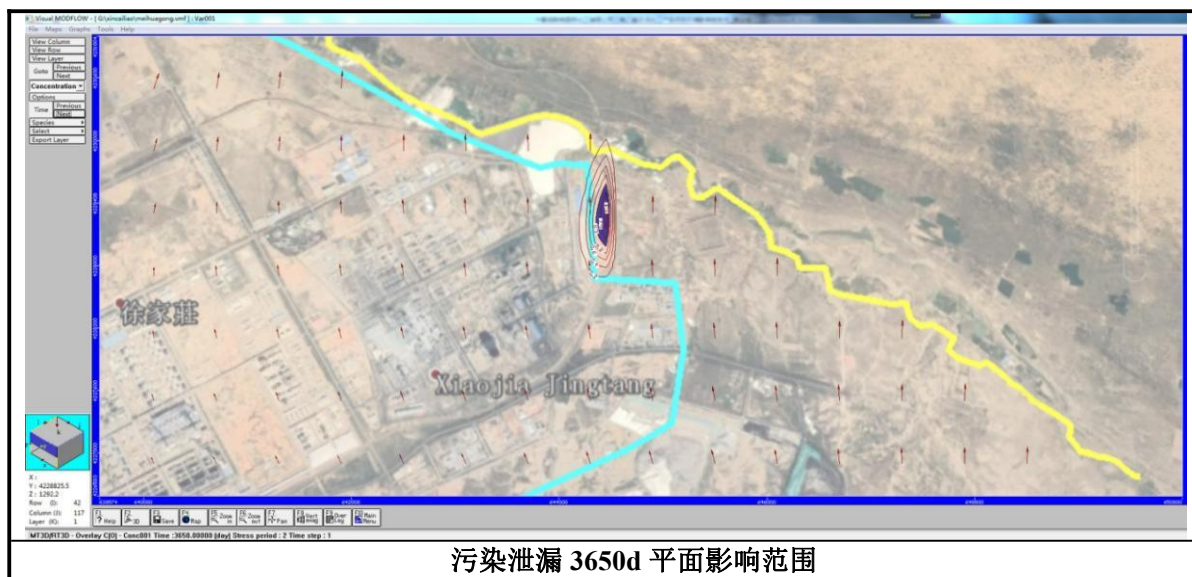 Visual MODFLOW - [ G:\xincailiao\meihuagong.vmf ] : Var001
File Maps Graphs Tools Help
View Column
View Row
View Layer
Goto Previous
Next
Concentration
Options
Time Previous
Next
Species
Select
Export Layer
徐家莊
Xiaojia Jingtang
X :
Y : 4228825.5
Z : 1292.2
Row (I): 42
Column (J): 117
Layer (K): 1
F1 ? Help
F2 3D
F3 Save
F4 Map
F5 Zoom in
F6 Zoom out
F7 Pan
F8 Vert exag
F9 Over lay
F10 Main Menu
MT3D/RT3D - Overlay C(O) - Conc001 Time :3650.00000 [day] Stress period : 2 Time step : 1
污染泄漏 3650d 平面影响范围